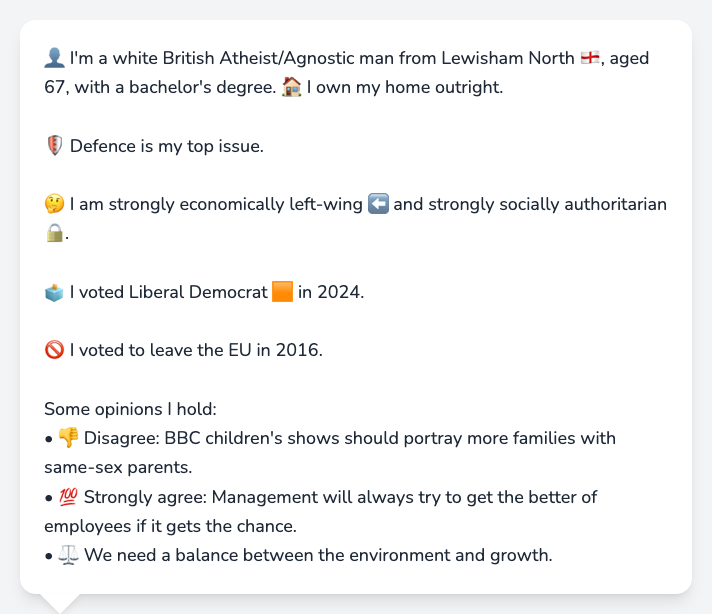 👤 I'm a white British Atheist/Agnostic man from Lewisham North 🏴󠁧󠁢󠁥󠁮󠁧󠁿, aged
67, with a bachelor's degree. 🏠 I own my home outright.
🛡️ Defence is my top issue.
🤔 I am strongly economically left-wing ⬅️ and strongly socially authoritarian
🔒.
🗳️ I voted Liberal Democrat 🟧 in 2024.
🚫 I voted to leave the EU in 2016.
Some opinions I hold:
• 👎 Disagree: BBC children's shows should portray more families with
same-sex parents.
• 💯 Strongly agree: Management will always try to get the better of
employees if it gets the chance.
• ⚖️ We need a balance between the environment and growth.